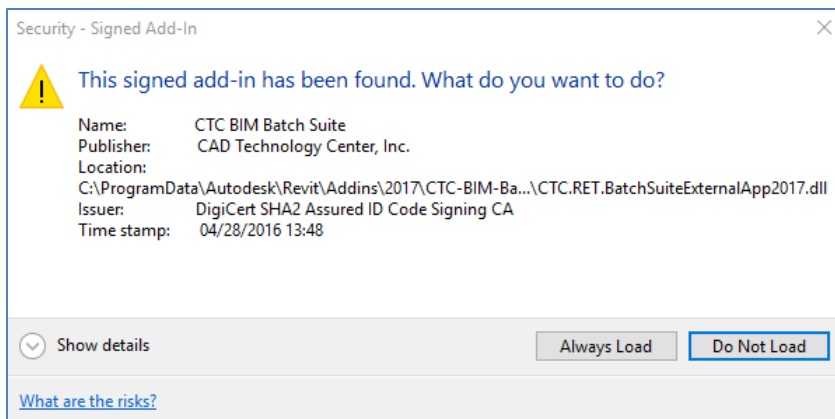 Security - Signed Add-In
This signed add-in has been found. What do you want to do?
Name: CTC BIM Batch Suite
Publisher: CAD Technology Center, Inc.
Location:
C:\ProgramData\Autodesk\Revit\Addins\2017\CTC-BIM-Ba...\CTC.RET.BatchSuiteExternalApp2017.dll
Issuer: DigiCert SHA2 Assured ID Code Signing CA
Time stamp: 04/28/2016 13:48
Show details Always Load Do Not Load
What are the risks?